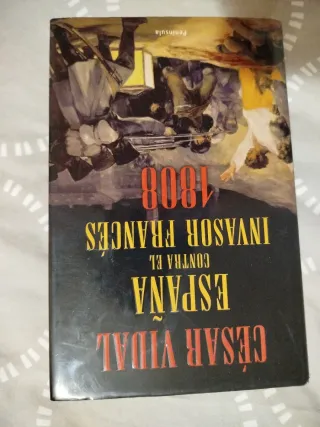 CÉSAR VIDAL
ESPAÑA
CONTRA EL
INVASOR FRANCÉS
1808
Península